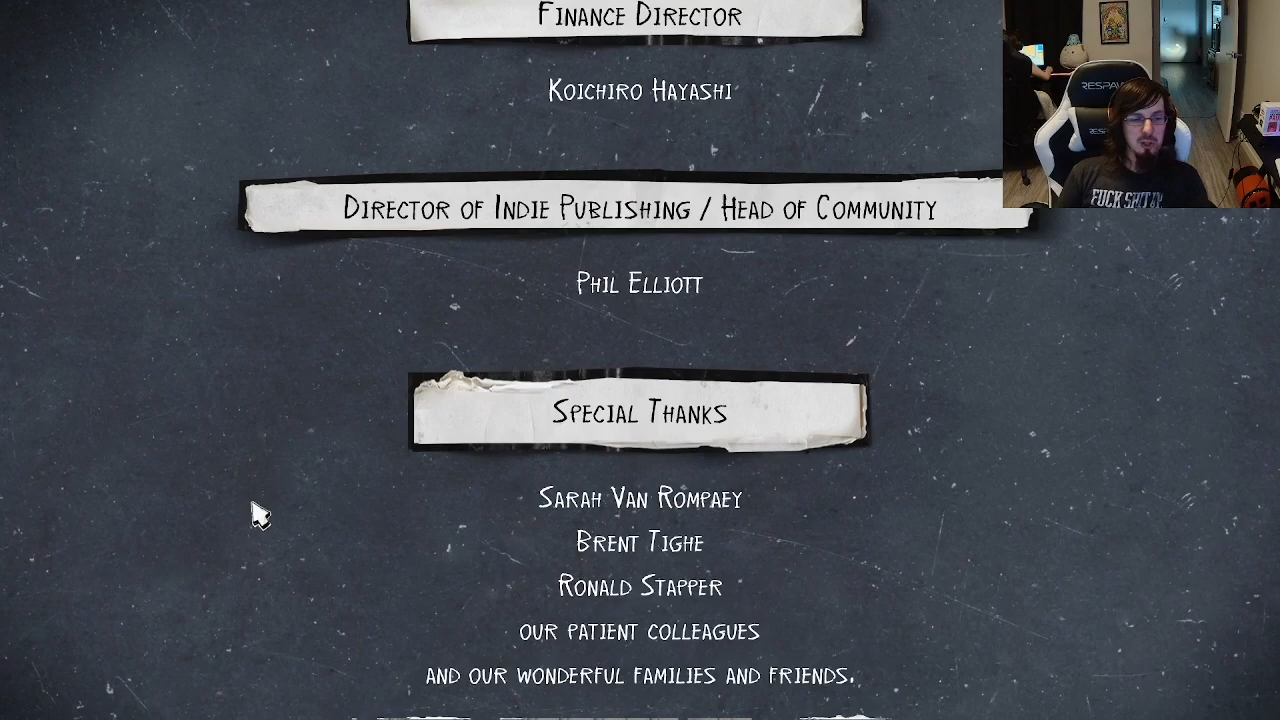 Finance Director
Koichiro Hayashi
Director of Indie Publishing / Head of Community
Phil Elliott
Special Thanks
Sarah Van Rompaey
Brent Tighe
Ronald Stapper
our patient colleagues
and our wonderful families and friends.